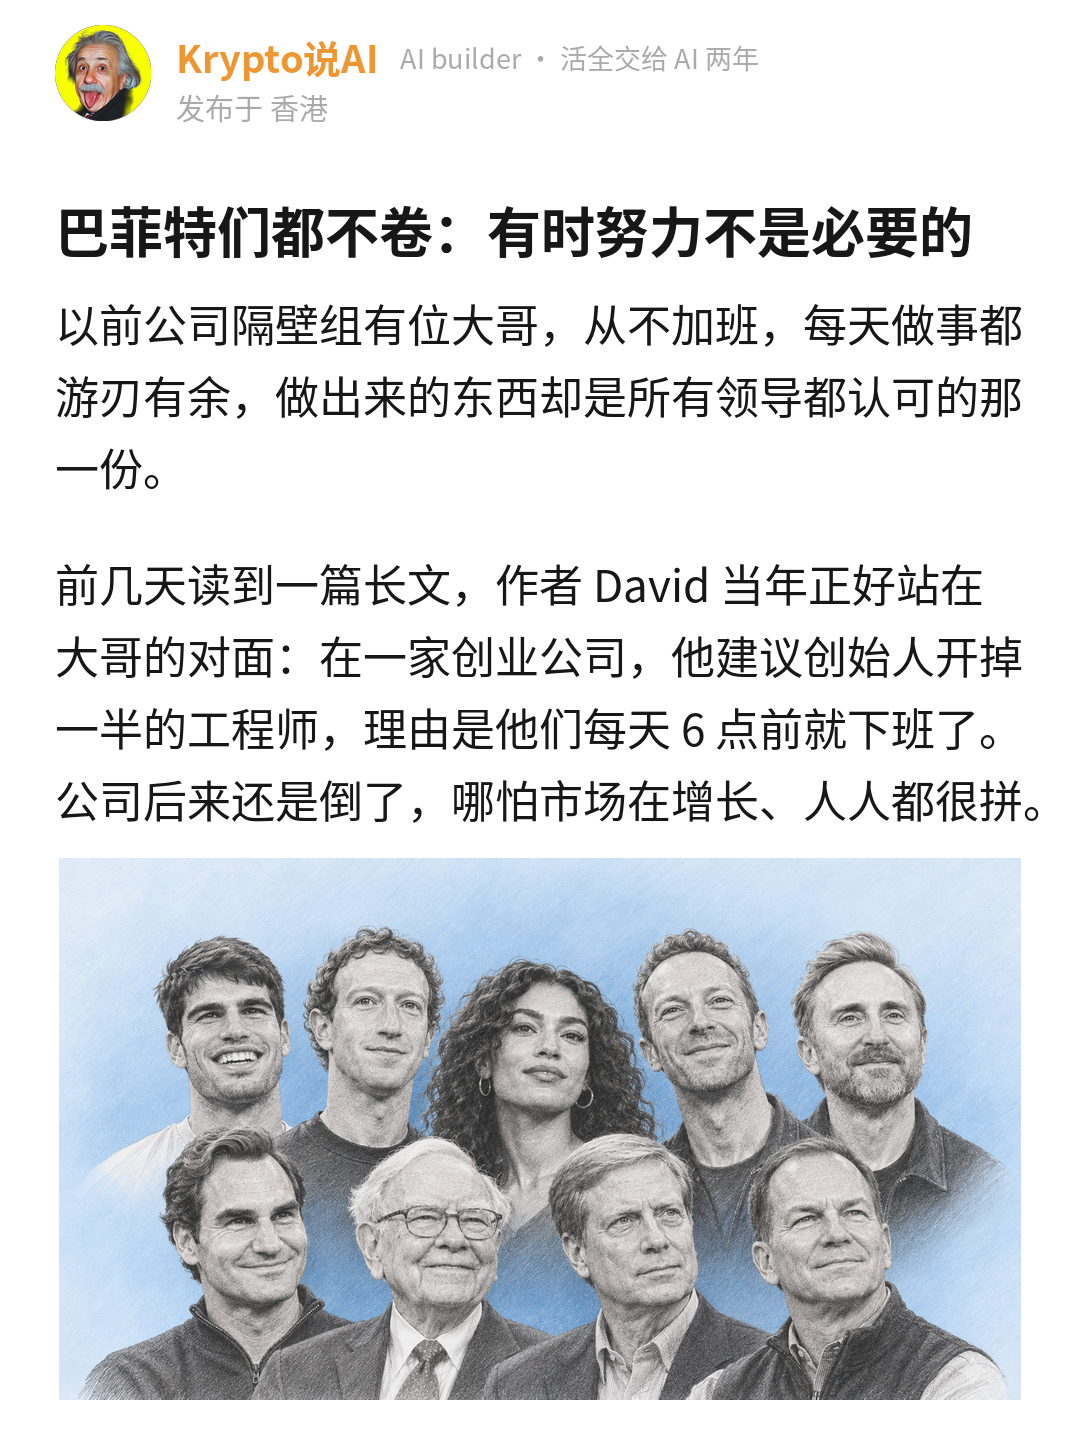 Krypto说AI AI builder · 活全交给 AI 两年
发布于 香港
巴菲特们都不卷：有时努力不是必要的
以前公司隔壁组有位大哥，从不加班，每天做事都
游刃有余，做出来的东西却是所有领导都认可的那
一份。
前几天读到一篇长文，作者 David 当年正好站在
大哥的对面：在一家创业公司，他建议创始人开掉
一半的工程师，理由是他们每天 6 点前就下班了。
公司后来还是倒了，哪怕市场在增长、人人都很拼。